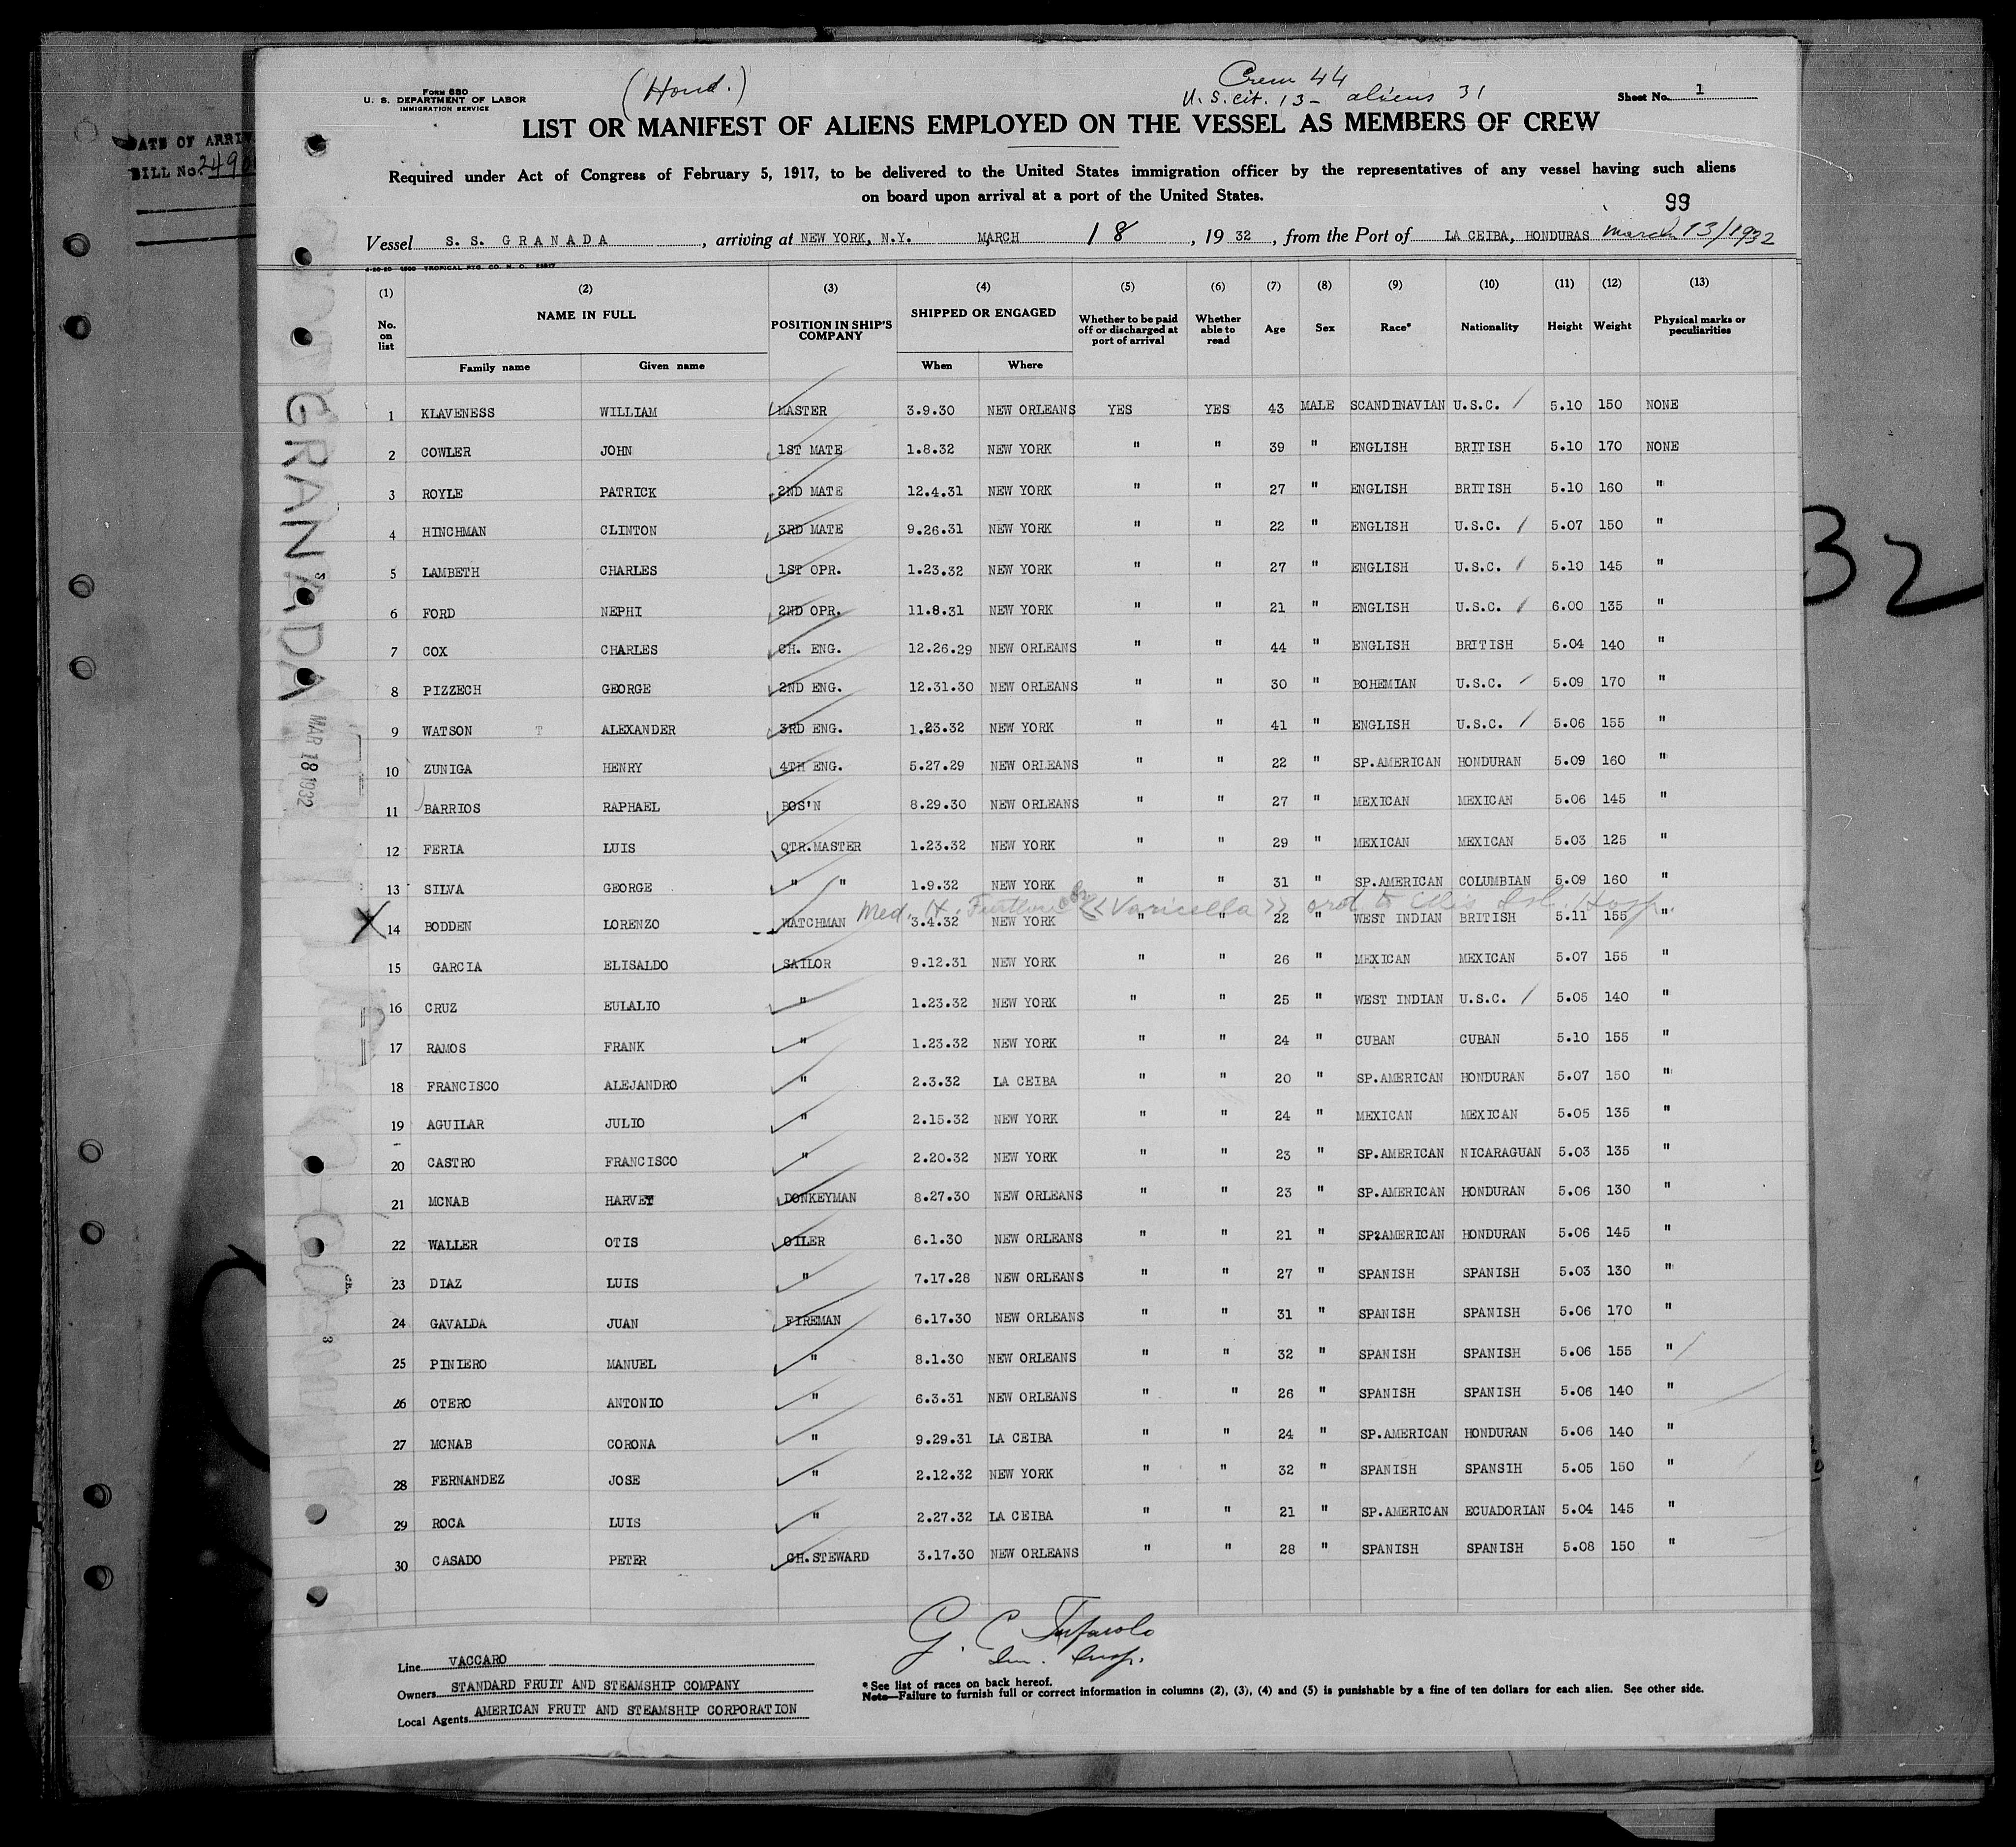 DATE OF ARRIV
BILL No. 2490
FORM 680
U. S. DEPARTMENT OF LABOR
IMMIGRATION SERVICE
(Hond.)
Crew 44
U.S. cit. 13 - aliens 31
Sheet No. 1
LIST OR MANIFEST OF ALIENS EMPLOYED ON THE VESSEL AS MEMBERS OF CREW
Required under Act of Congress of February 5, 1917, to be delivered to the United States immigration officer by the representatives of any vessel having such aliens
on board upon arrival at a port of the United States.
99
Vessel S. S. GRANADA, arriving at NEW YORK, N.Y. MARCH 18, 1932, from the Port of LA CEIBA, HONDURAS March 13/1932
(1) (2) (3) (4) (5) (6) (7) (8) (9) (10) (11) (12) (13)
No. on list NAME IN FULL POSITION IN SHIP'S COMPANY SHIPPED OR ENGAGED Whether to be paid off or discharged at port of arrival Whether able to read Age Sex Race* Nationality Height Weight Physical marks or peculiarities
Family name Given name When Where
1 KLAVENESS WILLIAM MASTER 3.9.30 NEW ORLEANS YES YES 43 MALE SCANDINAVIAN U.S.C. 5.10 150 NONE
2 COWLER JOHN 1ST MATE 1.8.32 NEW YORK " " 39 " ENGLISH BRITISH 5.10 170 NONE
3 ROYLE PATRICK 2ND MATE 12.4.31 NEW YORK " " 27 " ENGLISH BRITISH 5.10 160 "
4 HINCHMAN CLINTON 3RD MATE 9.26.31 NEW YORK " " 22 " ENGLISH U.S.C. 5.07 150 "
5 LAMBETH CHARLES 1ST OPR. 1.23.32 NEW YORK " " 27 " ENGLISH U.S.C. 5.10 145 "
6 FORD NEPHI 2ND OPR. 11.8.31 NEW YORK " " 21 " ENGLISH U.S.C. 6.00 135 "
7 COX CHARLES CH. ENG. 12.26.29 NEW ORLEANS " " 44 " ENGLISH BRITISH 5.04 140 "
8 PIZZECH GEORGE 2ND ENG. 12.31.30 NEW ORLEANS " " 30 " BOHEMIAN U.S.C. 5.09 170 "
9 WATSON T ALEXANDER 3RD ENG. 1.23.32 NEW YORK " " 41 " ENGLISH U.S.C. 5.06 155 "
10 ZUNIGA HENRY 4TH ENG. 5.27.29 NEW ORLEANS " " 22 " SP.AMERICAN HONDURAN 5.09 160 "
11 BARRIOS RAPHAEL BOS'N 8.29.30 NEW ORLEANS " " 27 " MEXICAN MEXICAN 5.06 145 "
12 FERIA LUIS QTR.MASTER 1.23.32 NEW YORK " " 29 " MEXICAN MEXICAN 5.03 125 "
13 SILVA GEORGE " " 1.9.32 NEW YORK " " 31 " SP.AMERICAN COLUMBIAN 5.09 160 "
Med. H. Further obs "Varicella" ord to Ellis Isl. Hosp.
X 14 BODDEN LORENZO WATCHMAN 3.4.32 NEW YORK " " 22 " WEST INDIAN BRITISH 5.11 155 "
15 GARCIA ELISALDO SAILOR 9.12.31 NEW YORK " " 26 " MEXICAN MEXICAN 5.07 155 "
16 CRUZ EULALIO " 1.23.32 NEW YORK " " 25 " WEST INDIAN U.S.C. 5.05 140 "
17 RAMOS FRANK " 1.23.32 NEW YORK " " 24 " CUBAN CUBAN 5.10 155 "
18 FRANCISCO ALEJANDRO " 2.3.32 LA CEIBA " " 20 " SP.AMERICAN HONDURAN 5.07 150 "
19 AGUILAR JULIO " 2.15.32 NEW YORK " " 24 " MEXICAN MEXICAN 5.05 135 "
20 CASTRO FRANCISCO " 2.20.32 NEW YORK " " 23 " SP.AMERICAN NICARAGUAN 5.03 135 "
21 MCNAB HARVEY DONKEYMAN 8.27.30 NEW ORLEANS " " 23 " SP.AMERICAN HONDURAN 5.06 130 "
22 WALLER OTIS OILER 6.1.30 NEW ORLEANS " " 21 " SP?AMERICAN HONDURAN 5.06 145 "
23 DIAZ LUIS " 7.17.28 NEW ORLEANS " " 27 " SPANISH SPANISH 5.03 130 "
24 GAVALDA JUAN FIREMAN 6.17.30 NEW ORLEANS " " 31 " SPANISH SPANISH 5.06 170 "
25 PINIERO MANUEL " 8.1.30 NEW ORLEANS " " 32 " SPANISH SPANISH 5.06 155 "
26 OTERO ANTONIO " 6.3.31 NEW ORLEANS " " 26 " SPANISH SPANISH 5.06 140 "
27 MCNAB CORONA " 9.29.31 LA CEIBA " " 24 " SP.AMERICAN HONDURAN 5.06 140 "
28 FERNANDEZ JOSE " 2.12.32 NEW YORK " " 32 " SPANISH SPANSIH 5.05 150 "
29 ROCA LUIS " 2.27.32 LA CEIBA " " 21 " SP.AMERICAN ECUADORIAN 5.04 145 "
30 CASADO PETER CH.STEWARD 3.17.30 NEW ORLEANS " " 28 " SPANISH SPANISH 5.08 150 "
GRANADA
MAR 18 1932
32
Line VACCARO
Owners STANDARD FRUIT AND STEAMSHIP COMPANY
Local Agents AMERICAN FRUIT AND STEAMSHIP CORPORATION
G. C.
Im. Insp.
* See list of races on back hereof.
Note—Failure to furnish full or correct information in columns (2), (3), (4) and (5) is punishable by a fine of ten dollars for each alien. See other side.